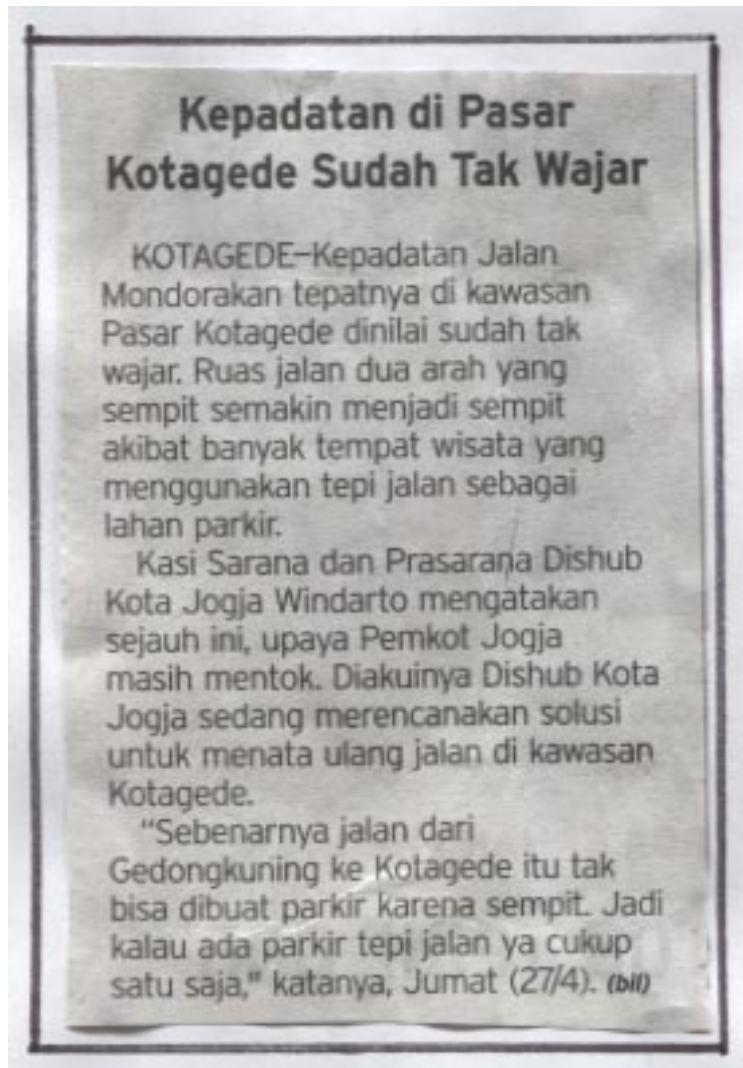 Kepadatan di Pasar
Kotagede Sudah Tak Wajar
KOTAGEDE–Kepadatan Jalan
Mondorakan tepatnya di kawasan
Pasar Kotagede dinilai sudah tak
wajar. Ruas jalan dua arah yang
sempit semakin menjadi sempit
akibat banyak tempat wisata yang
menggunakan tepi jalan sebagai
lahan parkir.
Kasi Sarana dan Prasarana Dishub
Kota Jogja Windarto mengatakan
sejauh ini, upaya Pemkot Jogja
masih mentok. Diakuinya Dishub Kota
Jogja sedang merencanakan solusi
untuk menata ulang jalan di kawasan
Kotagede.
“Sebenarnya jalan dari
Gedongkuning ke Kotagede itu tak
bisa dibuat parkir karena sempit. Jadi
kalau ada parkir tepi jalan ya cukup
satu saja," katanya, Jumat (27/4). (bil)